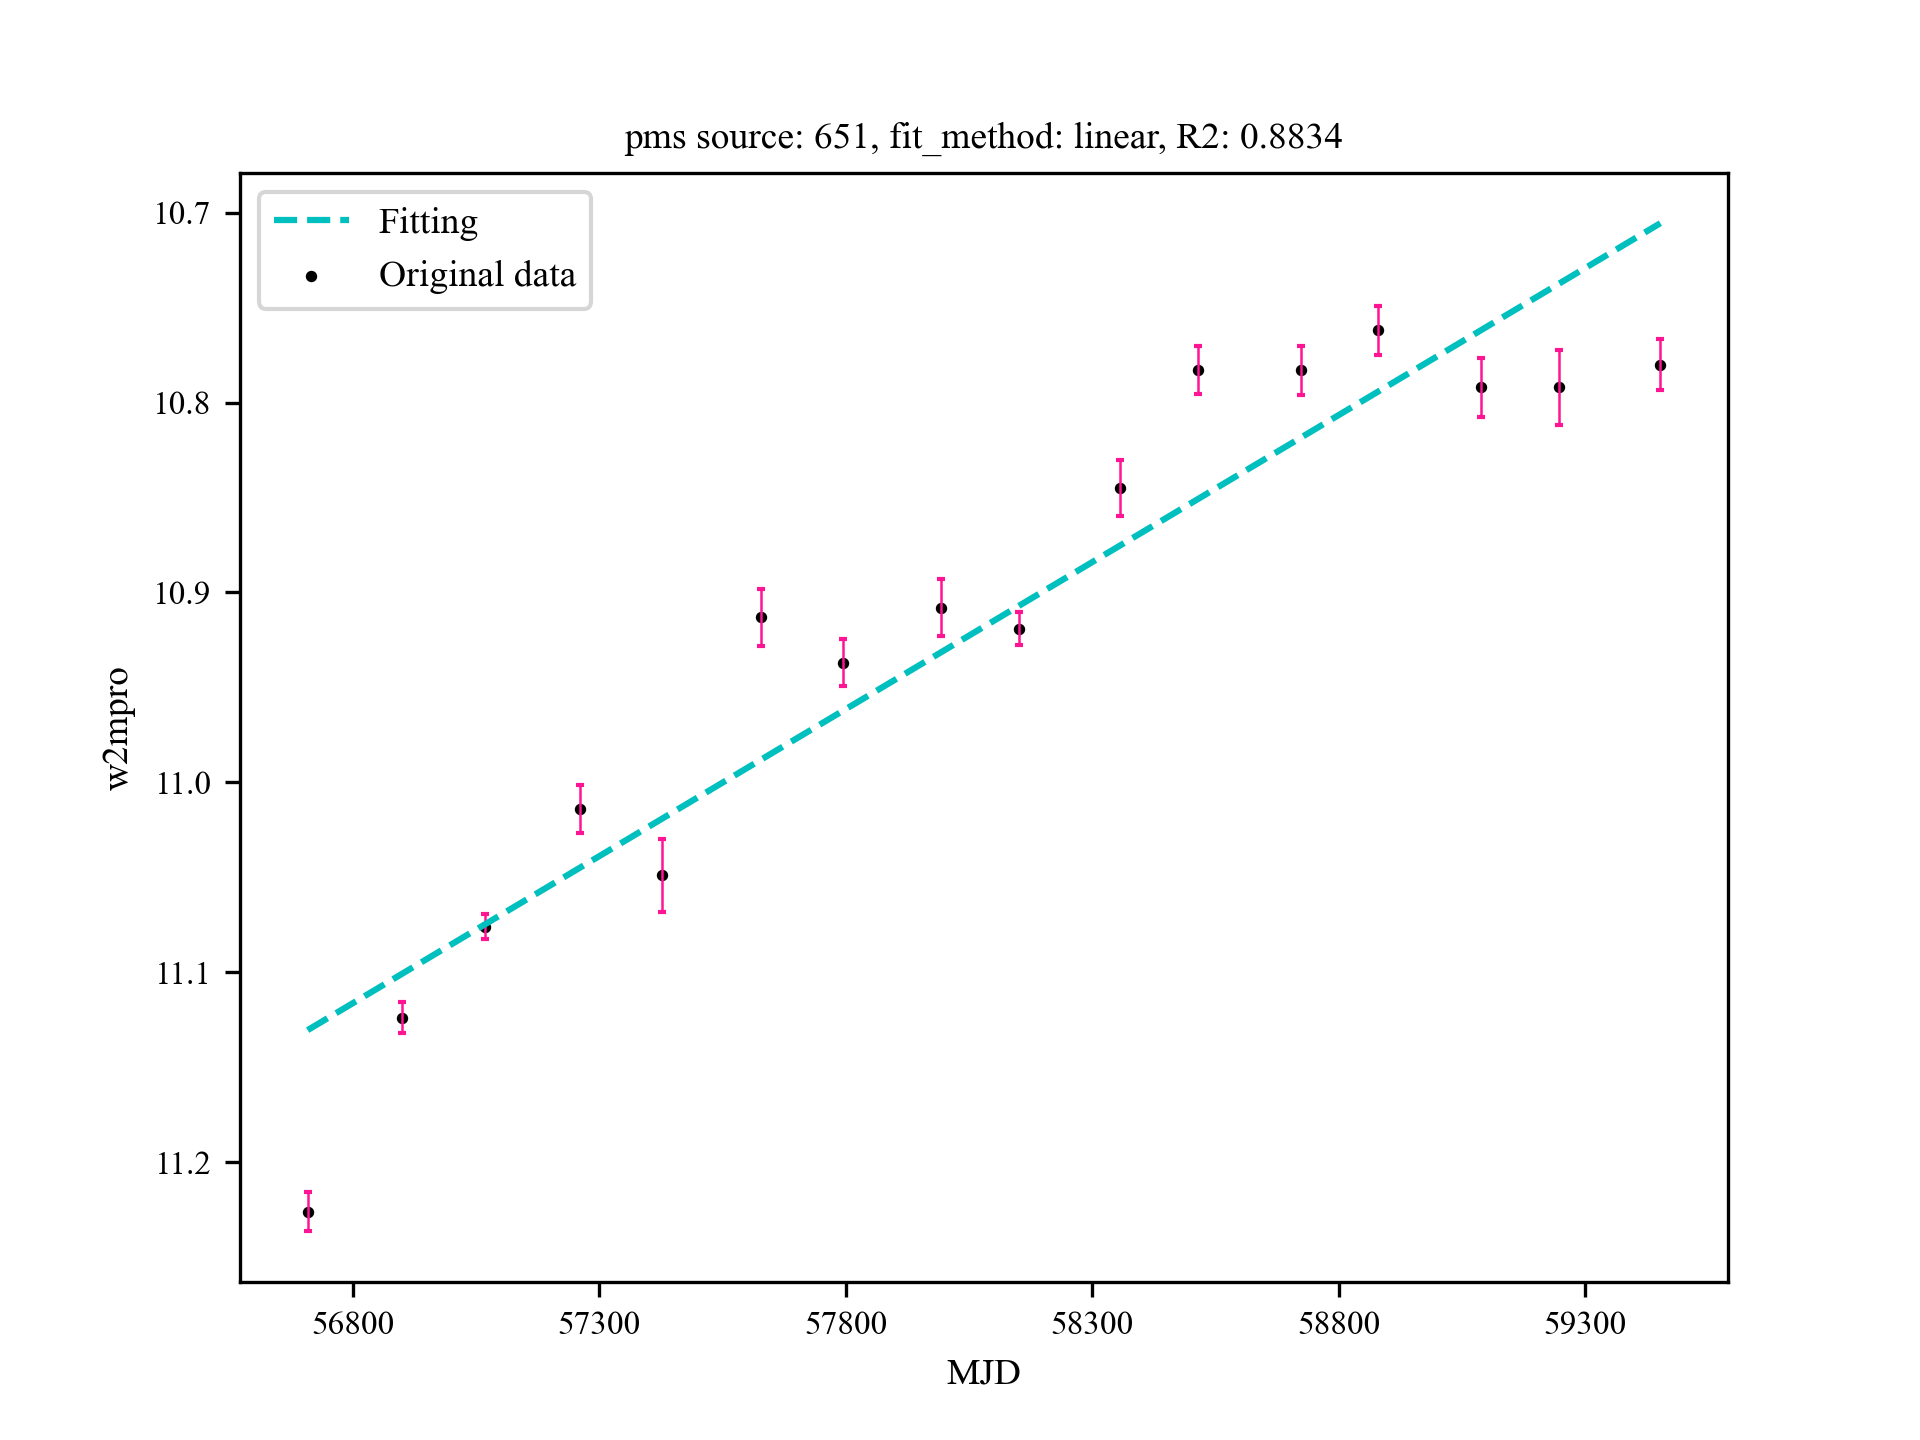 pms source: 651, fit_method: linear, R2: 0.8834
Fitting
Original data
10.7
10.8
10.9
11.0
11.1
11.2
w2mpro
56800 57300 57800 58300 58800 59300
MJD